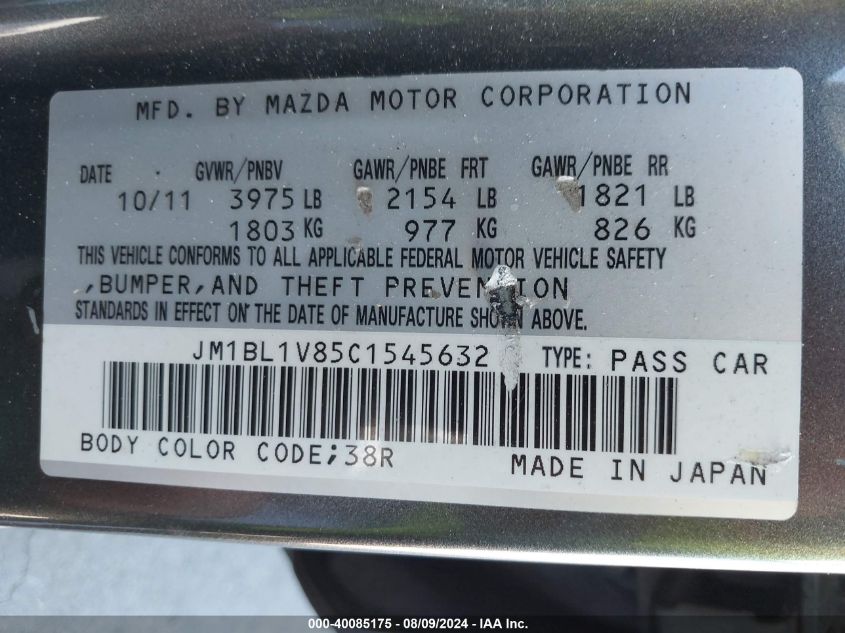 MFD. BY MAZDA MOTOR CORPORATION
DATE GVWR/PNBV GAWR/PNBE FRT GAWR/PNBE RR
10/11 3975 LB 2154 LB 1821 LB
1803 KG 977 KG 826 KG
THIS VEHICLE CONFORMS TO ALL APPLICABLE FEDERAL MOTOR VEHICLE SAFETY
,BUMPER,AND THEFT PREVENTION
STANDARDS IN EFFECT ON THE DATE OF MANUFACTURE SHOWN ABOVE.
JM1BL1V85C1545632 TYPE: PASS CAR
BODY COLOR CODE;38R MADE IN JAPAN
000-40085175 - 08/09/2024 - IAA Inc.